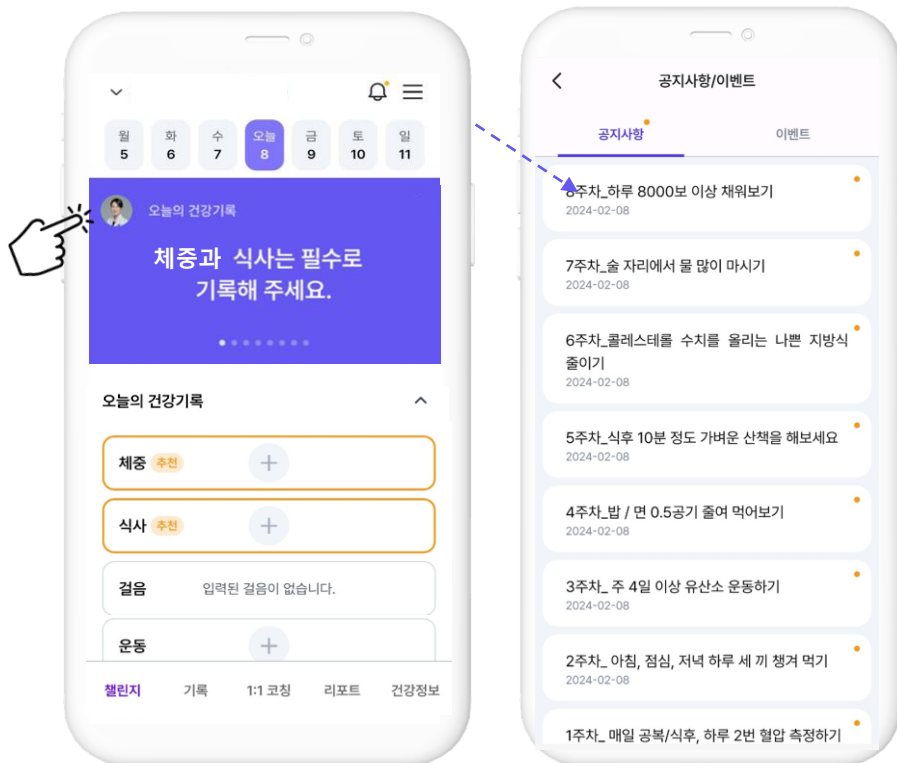 월 화 수 오늘 금 토 일
5 6 7 8 9 10 11
오늘의 건강기록
체중과 식사는 필수로
기록해 주세요.
오늘의 건강기록
체중 추천
식사 추천
걸음 입력된 걸음이 없습니다.
운동
챌린지 기록 1:1 코칭 리포트 건강정보
공지사항/이벤트
공지사항 이벤트
8주차_하루 8000보 이상 채워보기
2024-02-08
7주차_술 자리에서 물 많이 마시기
2024-02-08
6주차_콜레스테롤 수치를 올리는 나쁜 지방식
줄이기
2024-02-08
5주차_식후 10분 정도 가벼운 산책을 해보세요
2024-02-08
4주차_밥 / 면 0.5공기 줄여 먹어보기
2024-02-08
3주차_ 주 4일 이상 유산소 운동하기
2024-02-08
2주차_ 아침, 점심, 저녁 하루 세 끼 챙겨 먹기
2024-02-08
1주차_ 매일 공복/식후, 하루 2번 혈압 측정하기